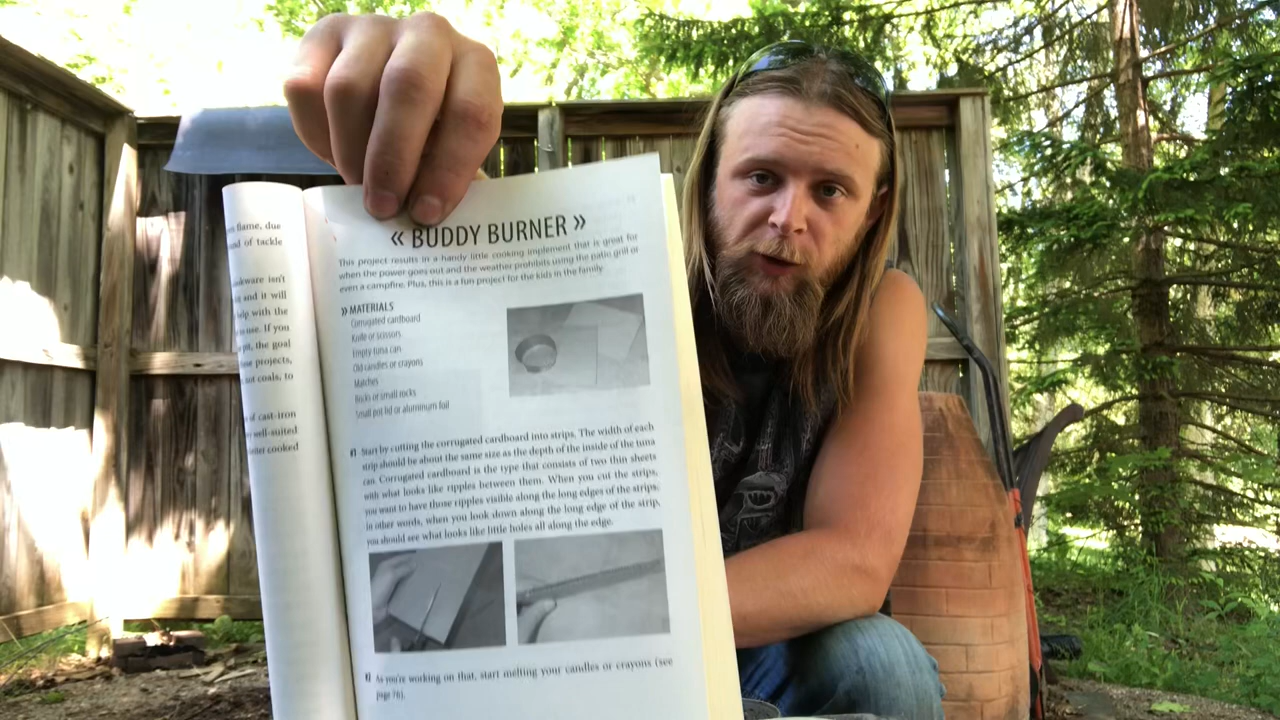 flame, due
nd of tackle
ookware isn't
and it will
help with the
use. If you
pit, the goal
projects,
not coals, to
of cast-iron
well-suited
cooked
« BUDDY BURNER »
This project results in a handy little cooking implement that is great for
when the power goes out and the weather prohibits using the patio grill or
even a campfire. Plus, this is a fun project for the kids in the family.
» MATERIALS
Corrugated cardboard
Knife or scissors
Empty tuna can
Old candles or crayons
Matches
Bricks or small rocks
Small pot lid or aluminum foil
Start by cutting the corrugated cardboard into strips. The width of each
strip should be about the same size as the depth of the inside of the tuna
can. Corrugated cardboard is the type that consists of two thin sheets
with what looks like ripples between them. When you cut the strips,
you want to have those ripples visible along the long edges of the strips.
In other words, when you look down along the long edge of the strip,
you should see what looks like little holes all along the edge.
As you're working on that, start melting your candles or crayons (see
page 76).